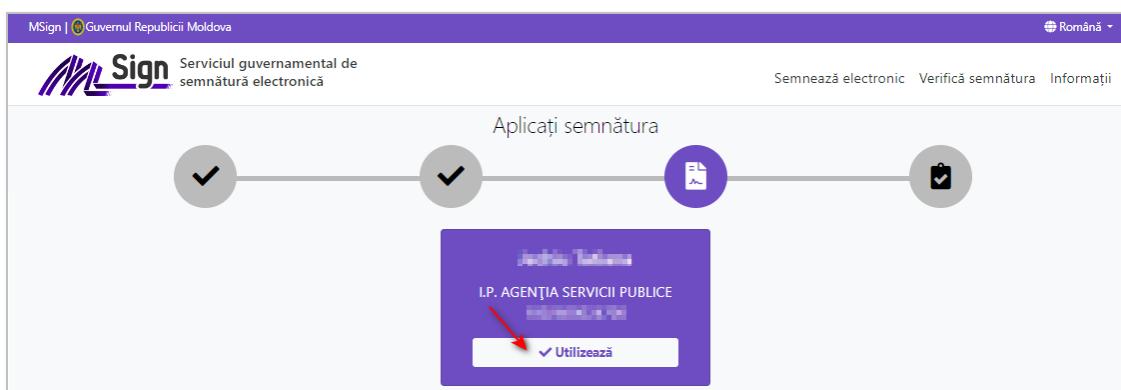 MSign | Guvernul Republicii Moldova
Română
Sign
Serviciul guvernamental de
semnătură electronică
Semnează electronic Verifică semnătura Informații
Aplicați semnătura
I.P. AGENŢIA SERVICII PUBLICE
Utilizează